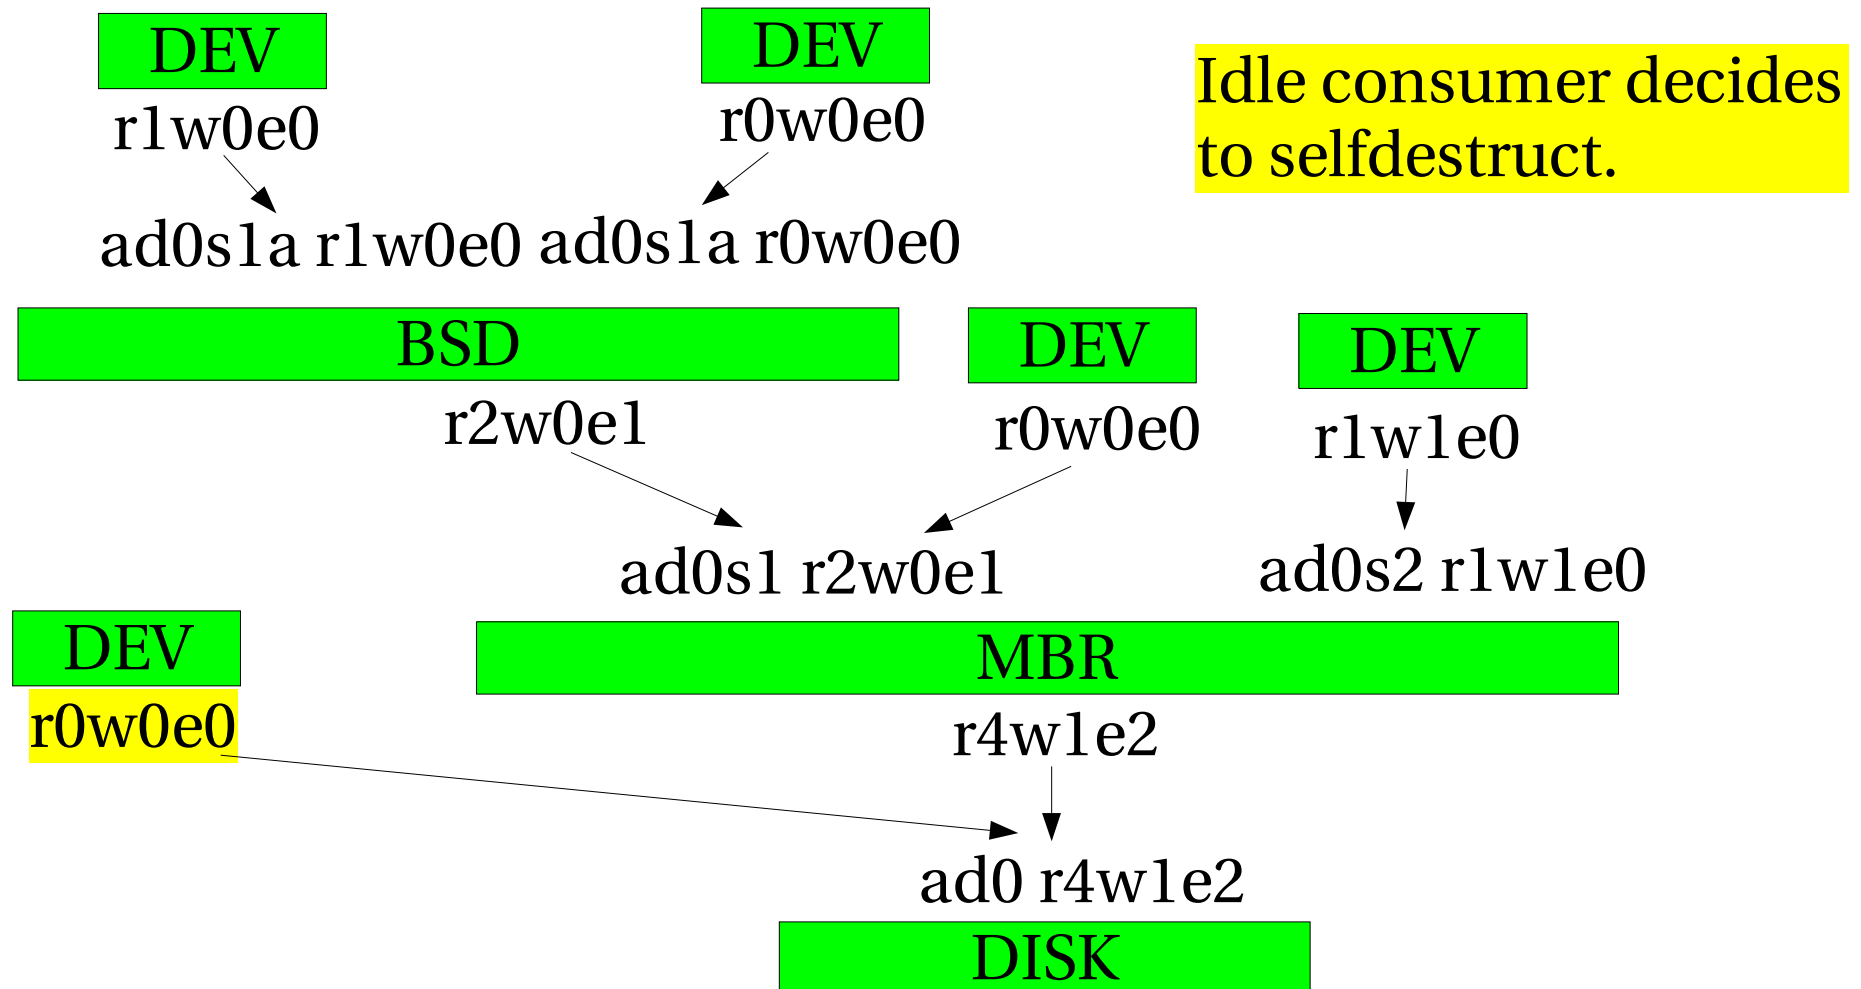 DEV
DEV
Idle consumer decides
to selfdestruct.
r1w0e0
r0w0e0
ad0s1a r1w0e0
ad0s1a r0w0e0
BSD
DEV
DEV
r2w0e1
r0w0e0
r1w1e0
ad0s1 r2w0e1
ad0s2 r1w1e0
DEV
MBR
r0w0e0
r4w1e2
ad0 r4w1e2
DISK